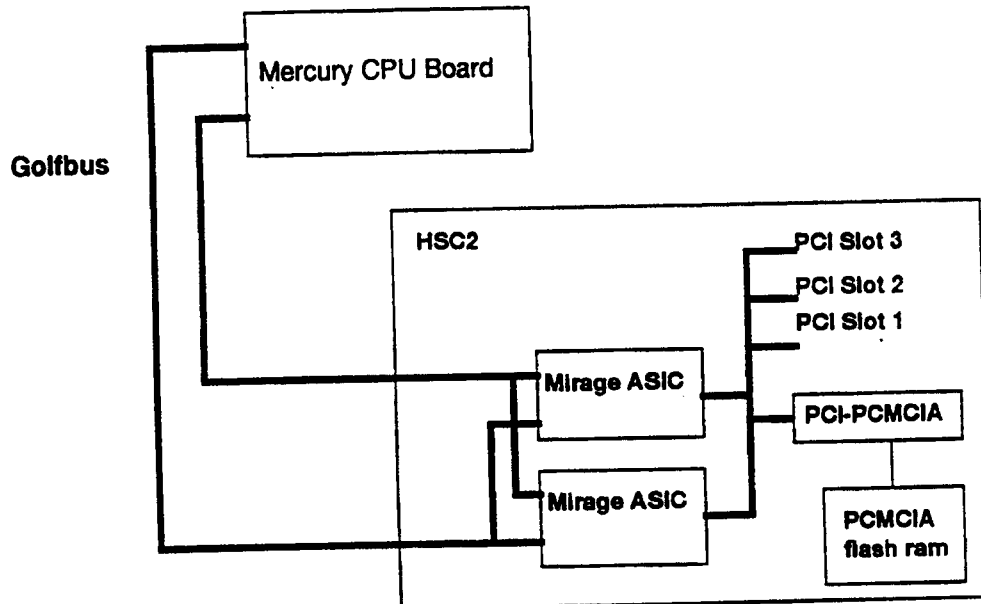 Mercury CPU Board
Golfbus
HSC2
PCI Slot 3
PCI Slot 2
PCI Slot 1
Mirage ASIC
PCI-PCMCIA
Mirage ASIC
PCMCIA
flash ram